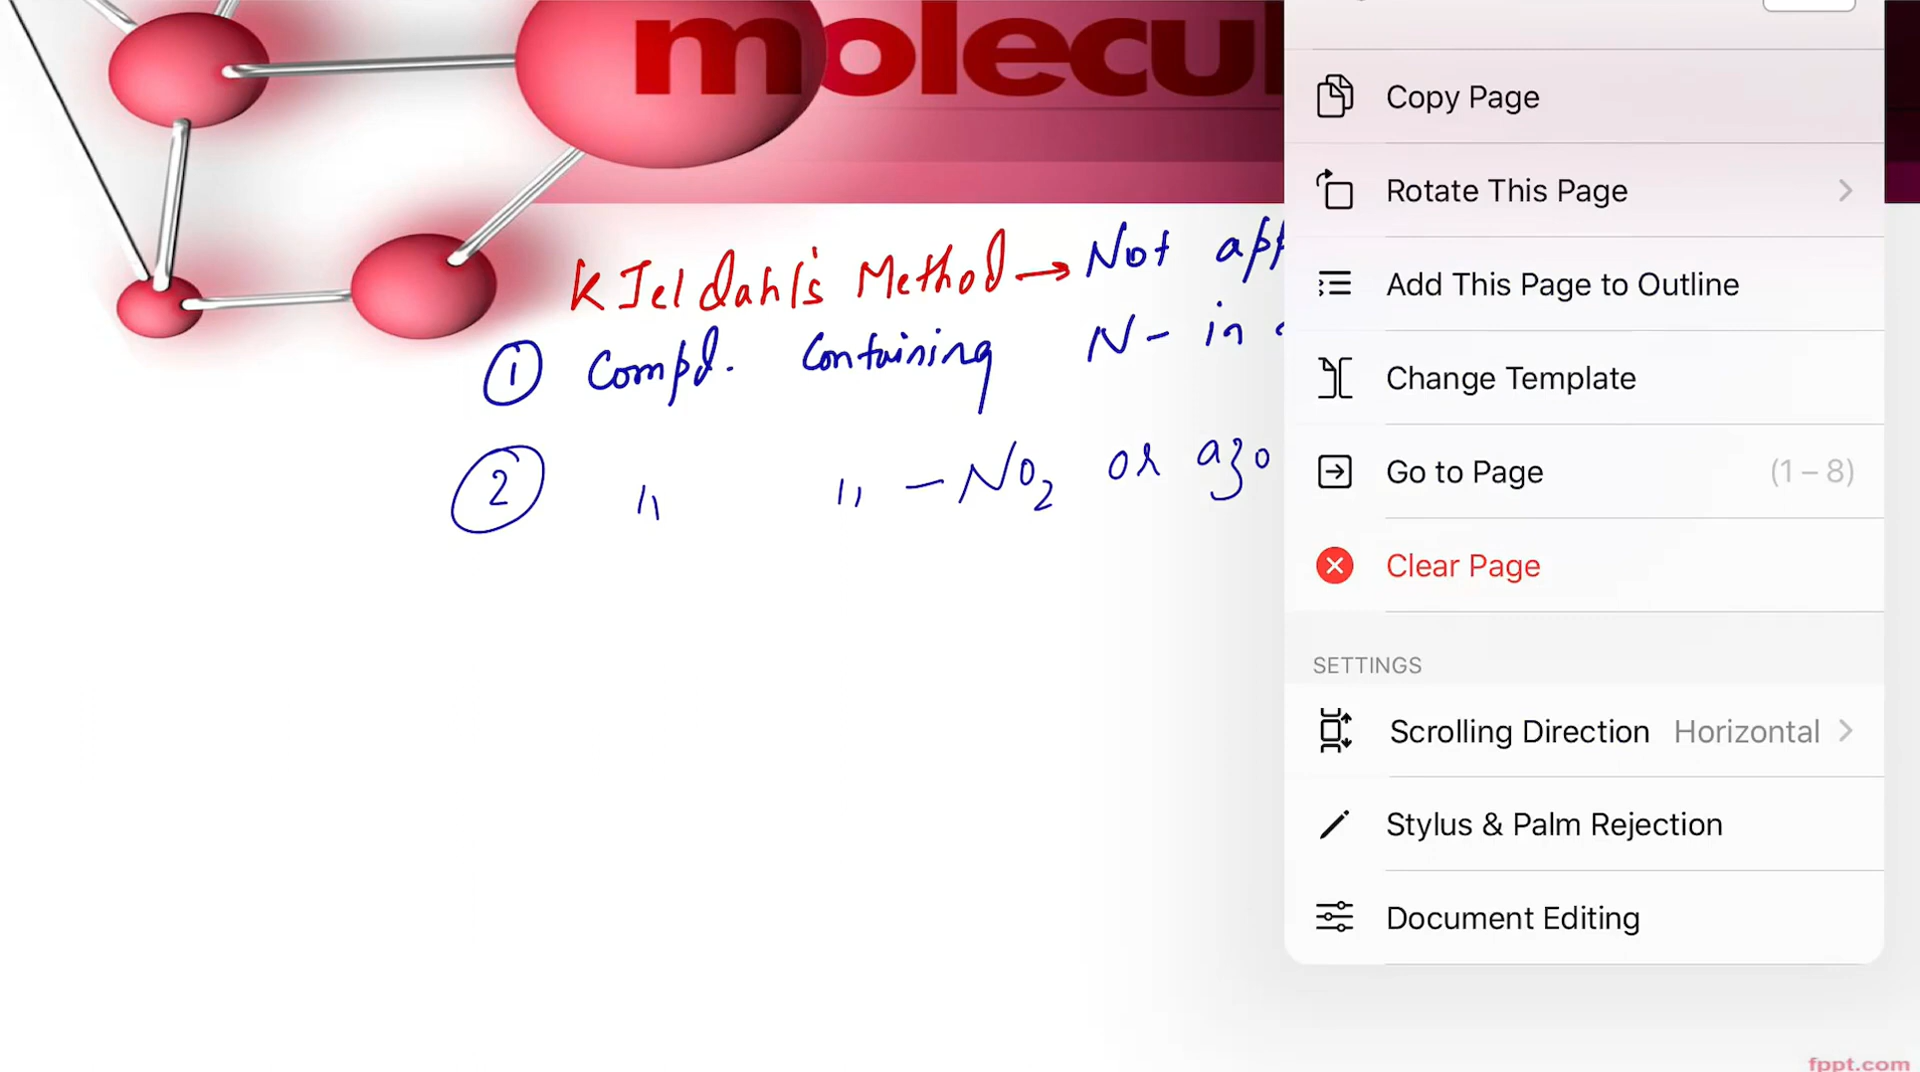 molecul
KJeldahl's Method → Not app
① Compd. Containing N- in
② " " -NO2 or azo
Copy Page
Rotate This Page
Add This Page to Outline
Change Template
Go to Page (1 – 8)
Clear Page
SETTINGS
Scrolling Direction Horizontal
Stylus & Palm Rejection
Document Editing
fppt.com